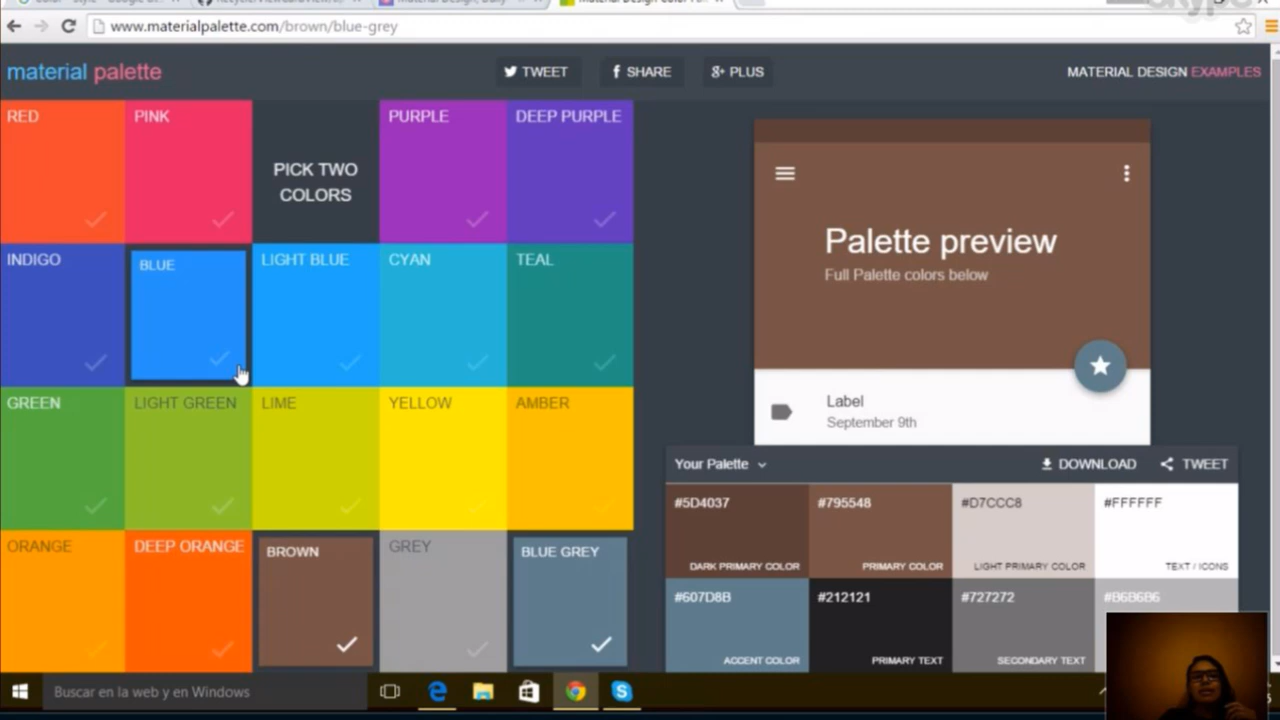 www.materialpalette.com/brown/blue-grey
material palette
TWEET
SHARE
PLUS
MATERIAL DESIGN EXAMPLES
RED
PINK
PICK TWO
COLORS
PURPLE
DEEP PURPLE
INDIGO
BLUE
LIGHT BLUE
CYAN
TEAL
GREEN
LIGHT GREEN
LIME
YELLOW
AMBER
ORANGE
DEEP ORANGE
BROWN
GREY
BLUE GREY
Palette preview
Full Palette colors below
Label
September 9th
Your Palette
DOWNLOAD
TWEET
#5D4037
DARK PRIMARY COLOR
#795548
PRIMARY COLOR
#D7CCC8
LIGHT PRIMARY COLOR
#FFFFFF
TEXT / ICONS
#607D8B
ACCENT COLOR
#212121
PRIMARY TEXT
#727272
SECONDARY TEXT
#B6B6B6
Buscar en la web y en Windows